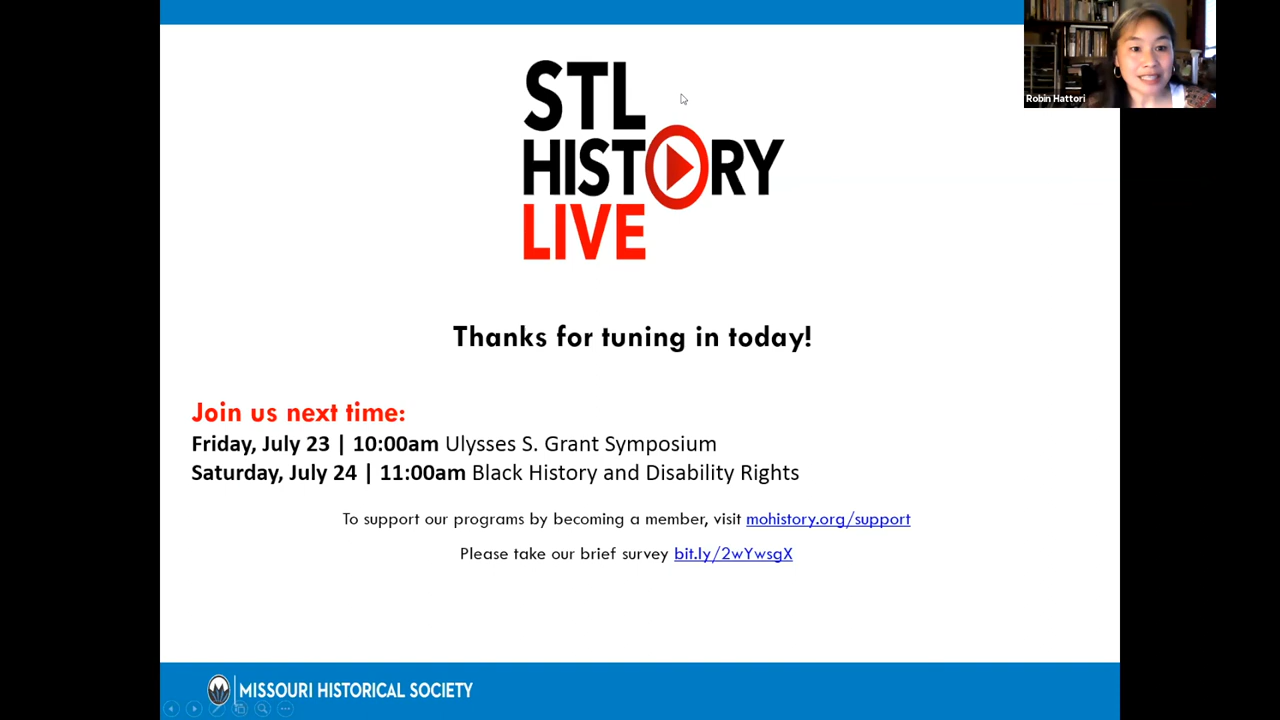 STL
HISTORY
LIVE
Robin Hattori
Thanks for tuning in today!
Join us next time:
Friday, July 23 | 10:00am Ulysses S. Grant Symposium
Saturday, July 24 | 11:00am Black History and Disability Rights
To support our programs by becoming a member, visit mohistory.org/support
Please take our brief survey bit.ly/2wYwsgX
MISSOURI HISTORICAL SOCIETY